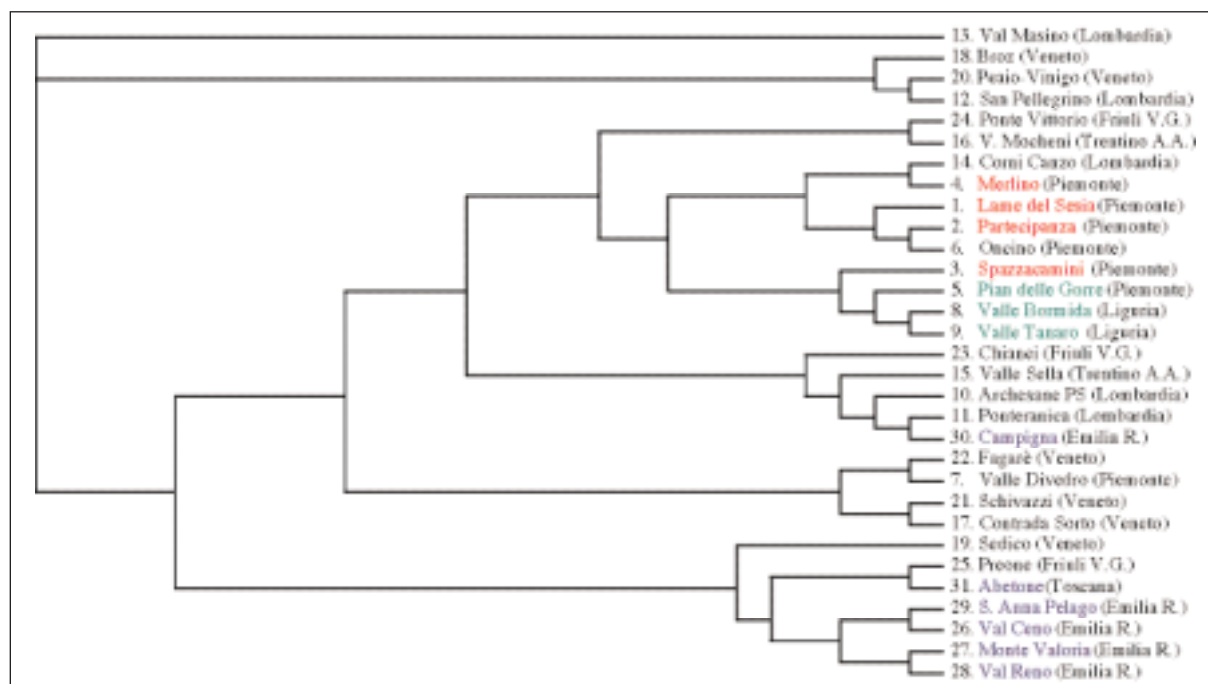 13. Val Masino (Lombardia)
18. Broz (Veneto)
20. Peaio-Vinigo (Veneto)
12. San Pellegrino (Lombardia)
24. Ponte Vittorio (Friuli V.G.)
16. V. Mocheni (Trentino A.A.)
14. Corni Canzo (Lombardia)
4. Merlino (Piemonte)
1. Lame del Sesia (Piemonte)
2. Partecipanza (Piemonte)
6. Oncino (Piemonte)
3. Spazzacamini (Piemonte)
5. Pian delle Gorre (Piemonte)
8. Valle Bormida (Liguria)
9. Valle Tanaro (Liguria)
23. (Friuli V.G.)
15. Valle Sella (Trentino A.A.)
10. Archesane PS (Lombardia)
11. Ponteranica (Lombardia)
30. Campigna (Emilia R.)
22. Fagarè (Veneto)
7. Valle Divedro (Piemonte)
21. Schivazzi (Veneto)
17. Contrada Sorto (Veneto)
19. Sedico (Veneto)
25. Preone (Friuli V.G.)
31. Abetone (Toscana)
29. S. Anna Pelago (Emilia R.)
26. Val Ceno (Emilia R.)
27. Monte Valoria (Emilia R.)
28. Val Reno (Emilia R.)